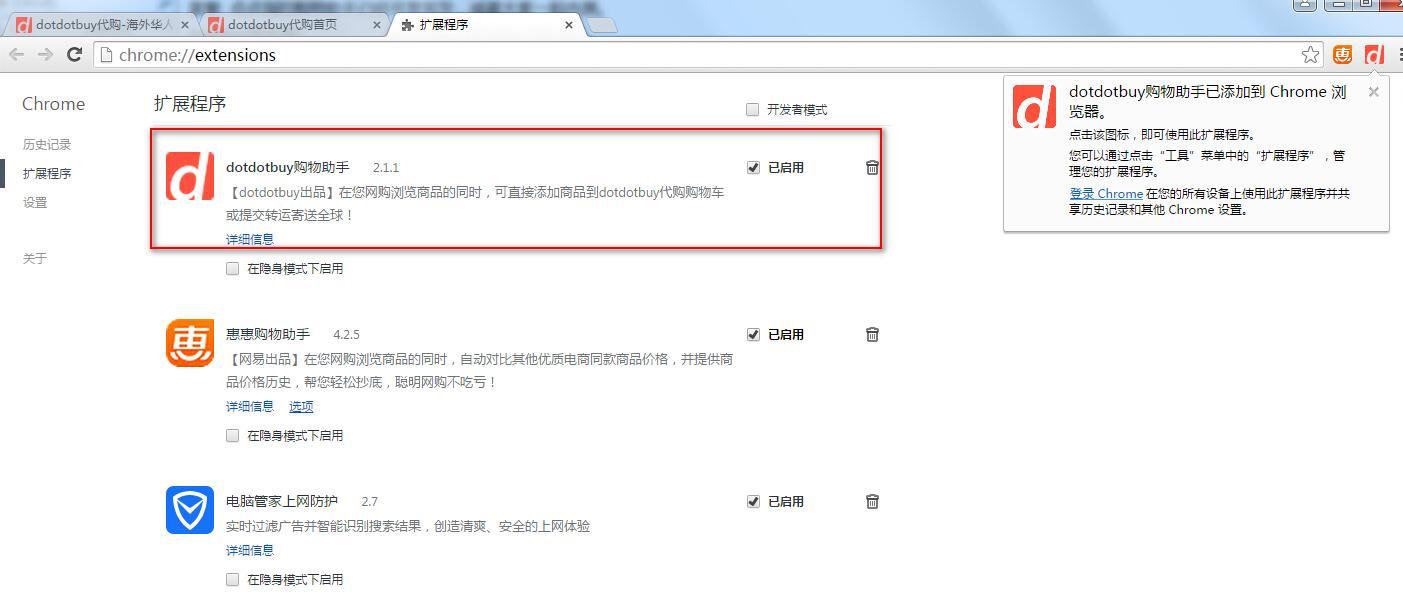 dotdotbuy代购-海外华人
dotdotbuy代购首页
扩展程序
chrome://extensions
Chrome
历史记录
扩展程序
设置
关于
扩展程序
开发者模式
dotdotbuy购物助手 2.1.1
已启用
【dotdotbuy出品】在您网购浏览商品的同时，可直接添加商品到dotdotbuy代购购物车
或提交转运寄送全球！
详细信息
在隐身模式下启用
惠
惠惠购物助手 4.2.5
已启用
【网易出品】在您网购浏览商品的同时，自动对比其他优质电商同款商品价格，并提供商
品价格历史，帮您轻松抄底，聪明网购不吃亏！
详细信息 选项
在隐身模式下启用
电脑管家上网防护 2.7
已启用
实时过滤广告并智能识别搜索结果，创造清爽、安全的上网体验
详细信息
在隐身模式下启用
惠
d
d
dotdotbuy购物助手已添加到 Chrome 浏
览器。
点击该图标，即可使用此扩展程序。
您可以通过点击“工具”菜单中的“扩展程序”，管
理您的扩展程序。
登录 Chrome 在您的所有设备上使用此扩展程序并共
享历史记录和其他 Chrome 设置。